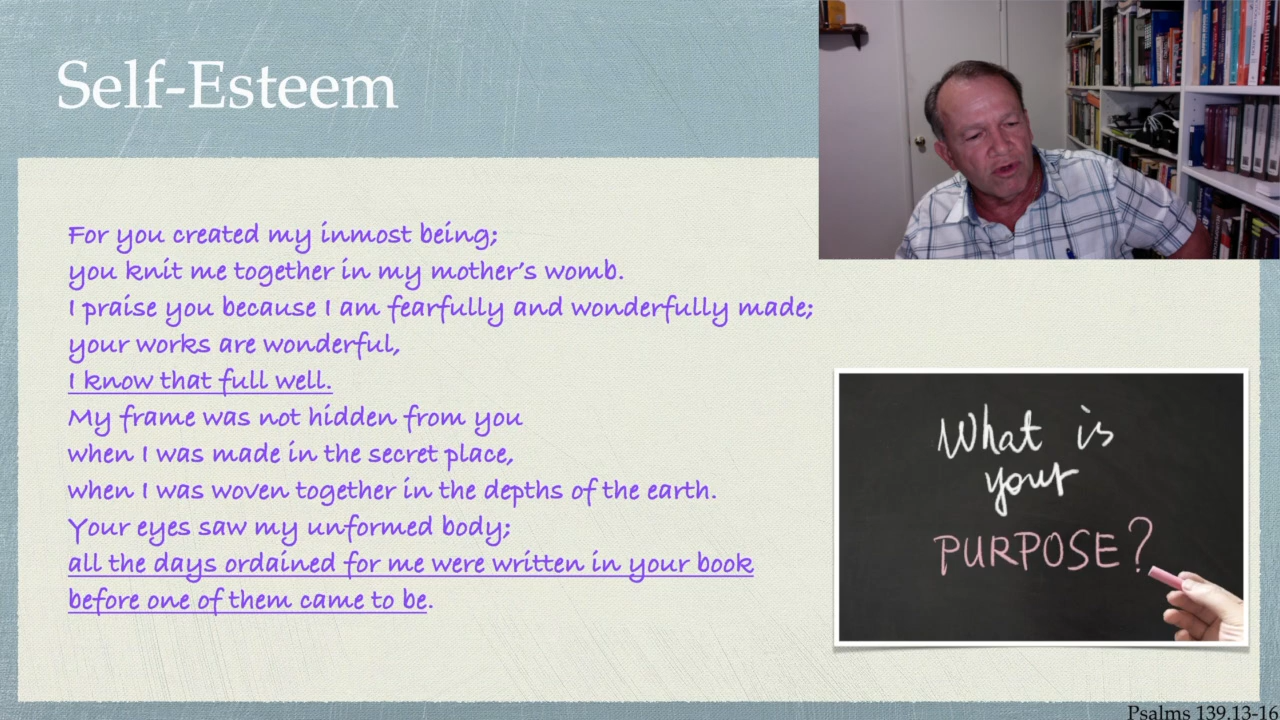 Self-Esteem
For you created my inmost being;
you knit me together in my mother's womb.
I praise you because I am fearfully and wonderfully made;
your works are wonderful,
I know that full well.
My frame was not hidden from you
when I was made in the secret place,
when I was woven together in the depths of the earth.
Your eyes saw my unformed body;
all the days ordained for me were written in your book
before one of them came to be.
What is
your
PURPOSE?
Psalms 139.13-16